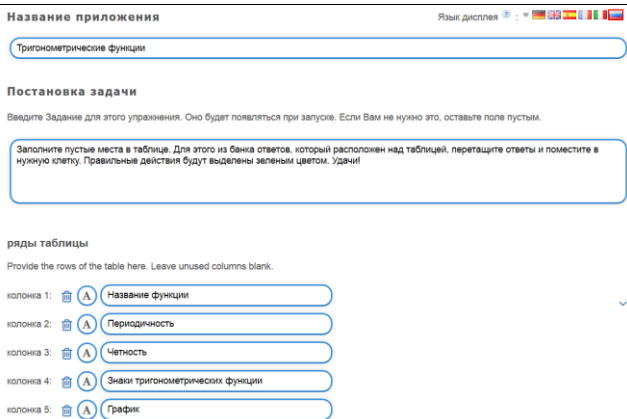 Название приложения
Язык дисплея ? :
Тригонометрические функции
Постановка задачи
Введите Задание для этого упражнения. Оно будет появляться при запуске. Если Вам не нужно это, оставьте поле пустым.
Заполните пустые места в таблице. Для этого из банка ответов, который расположен над таблицей, перетащите ответы и поместите в
нужную клетку. Правильные действия будут выделены зеленым цветом. Удачи!
ряды таблицы
Provide the rows of the table here. Leave unused columns blank.
колонка 1: A Название функции
колонка 2: A Периодичность
колонка 3: A Четность
колонка 4: A Знаки тригонометрических функции
колонка 5: A График